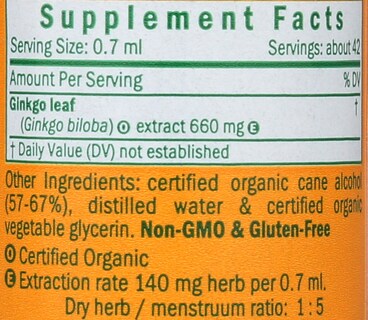 Supplement Facts
Serving Size: 0.7 ml Servings: about 42
Amount Per Serving % DV
Ginkgo leaf †
(Ginkgo biloba) Ⓞ extract 660 mg Ⓔ
† Daily Value (DV) not established
Other Ingredients: certified organic cane alcohol
(57-67%), distilled water & certified organic
vegetable glycerin. Non-GMO & Gluten-Free
Ⓞ Certified Organic
Ⓔ Extraction rate 140 mg herb per 0.7 ml.
Dry herb / menstruum ratio: 1 : 5